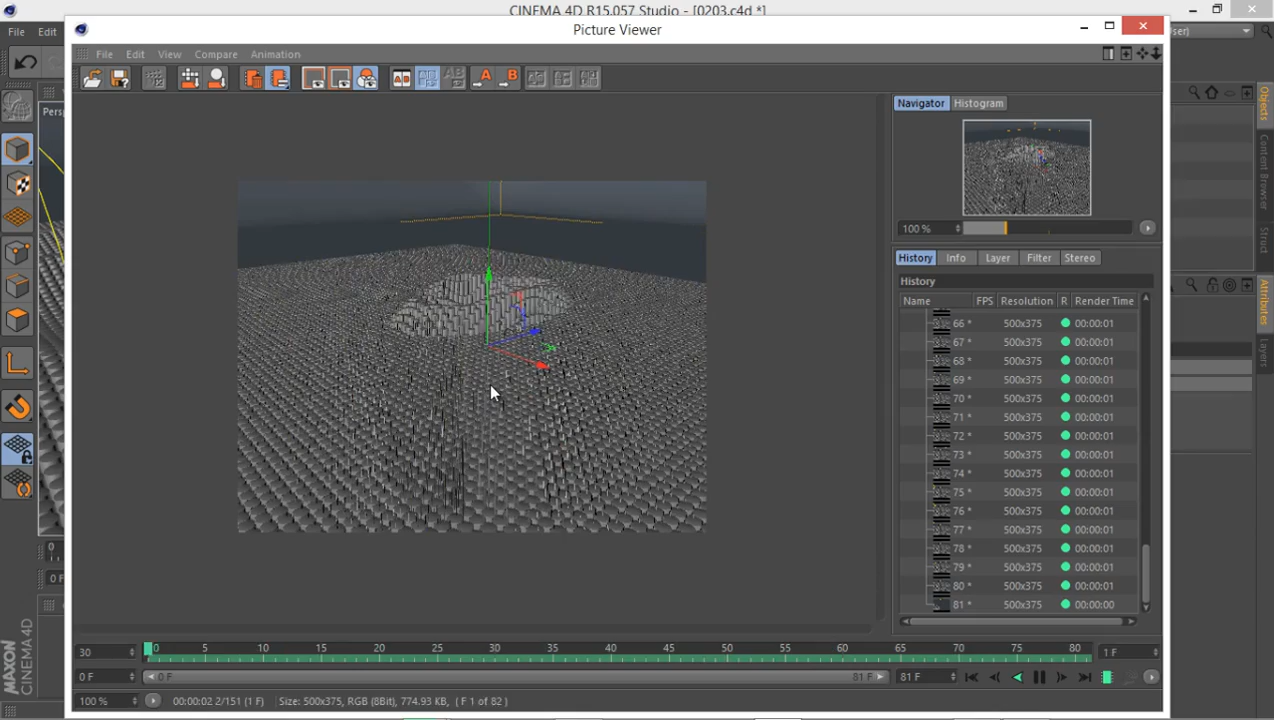 CINEMA 4D R15.057 Studio - [0203.c4d *]
File Edit
Picture Viewer
File Edit View Compare Animation
Navigator Histogram
100 %
History Info Layer Filter Stereo
History
Name FPS Resolution R Render Time
66 * 500x375 00:00:01
67 * 500x375 00:00:01
68 * 500x375 00:00:01
69 * 500x375 00:00:01
70 * 500x375 00:00:01
71 * 500x375 00:00:01
72 * 500x375 00:00:01
73 * 500x375 00:00:01
74 * 500x375 00:00:01
75 * 500x375 00:00:01
76 * 500x375 00:00:01
77 * 500x375 00:00:01
78 * 500x375 00:00:01
79 * 500x375 00:00:01
80 * 500x375 00:00:01
81 * 500x375 00:00:00
30 0 5 10 15 20 25 30 35 40 45 50 55 60 65 70 75 80 1 F
0 F 0 F 81 F 81 F
100 % 00:00:02 2/151 (1 F) Size: 500x375, RGB (8Bit), 774.93 KB, ( F 1 of 82 )
Objects
Content Browser
Struct
Attributes
Layers
MAXON
CINEMA 4D